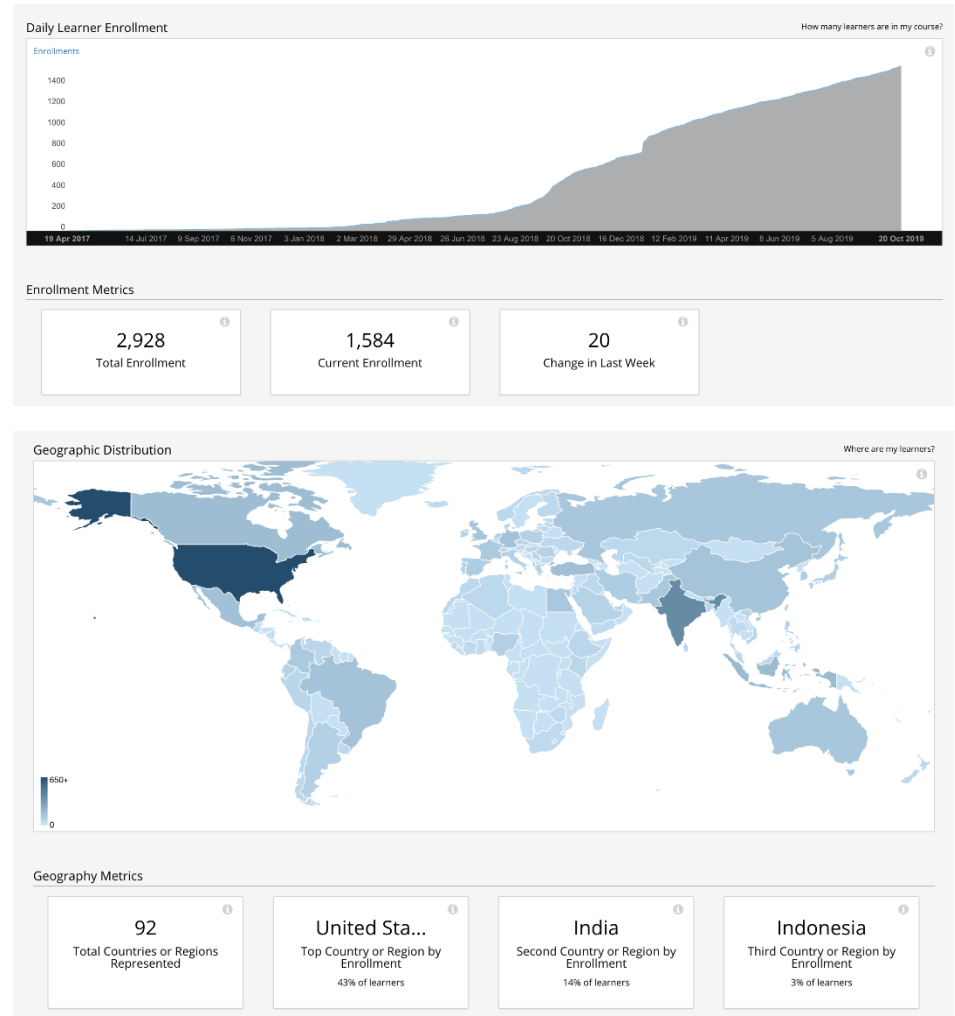 Daily Learner Enrollment
How many learners are in my course?
Enrollments
1400
1200
1000
800
600
400
200
0
19 Apr 2017 14 Jul 2017 9 Sep 2017 6 Nov 2017 3 Jan 2018 2 Mar 2018 29 Apr 2018 26 Jun 2018 23 Aug 2018 20 Oct 2018 16 Dec 2018 12 Feb 2019 11 Apr 2019 8 Jun 2019 5 Aug 2019 20 Oct 2019
Enrollment Metrics
2,928
Total Enrollment
1,584
Current Enrollment
20
Change in Last Week
Geographic Distribution
Where are my learners?
650+
0
Geography Metrics
92
Total Countries or Regions
Represented
United Sta...
Top Country or Region by
Enrollment
43% of learners
India
Second Country or Region by
Enrollment
14% of learners
Indonesia
Third Country or Region by
Enrollment
3% of learners